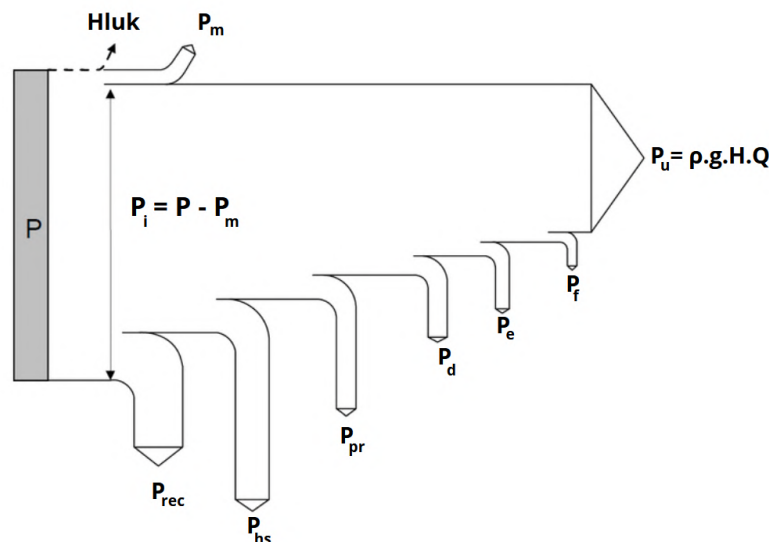 Hluk
Pm
P
Pi = P - Pm
Pu= ρ.g.H.Q
Pf
Pe
Pd
Ppr
Prec
Phs